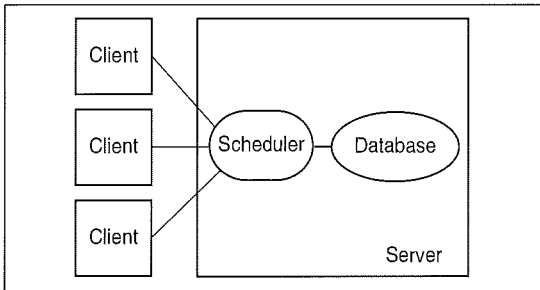 Client
Client
Scheduler
Database
Client
Server